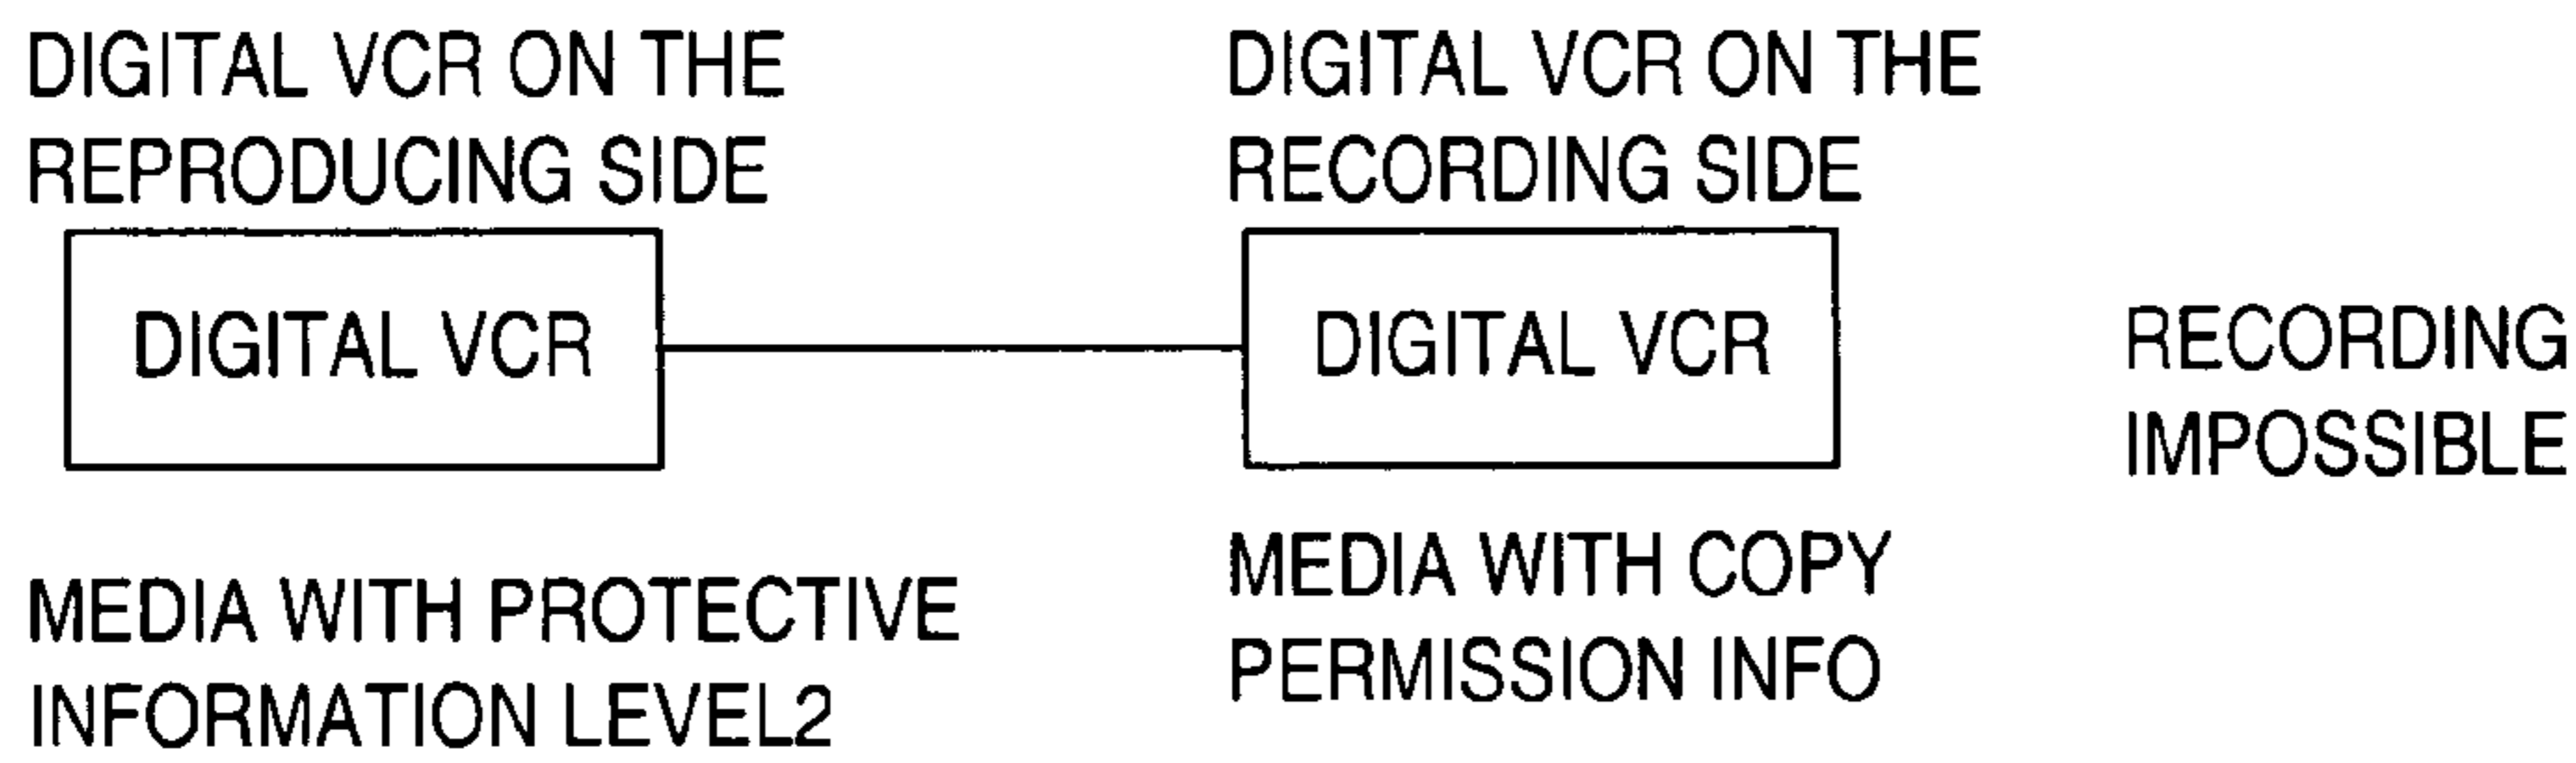 DIGITAL VCR ON THE
REPRODUCING SIDE
DIGITAL VCR
MEDIA WITH PROTECTIVE
INFORMATION LEVEL2
DIGITAL VCR ON THE
RECORDING SIDE
DIGITAL VCR
MEDIA WITH COPY
PERMISSION INFO
RECORDING
IMPOSSIBLE